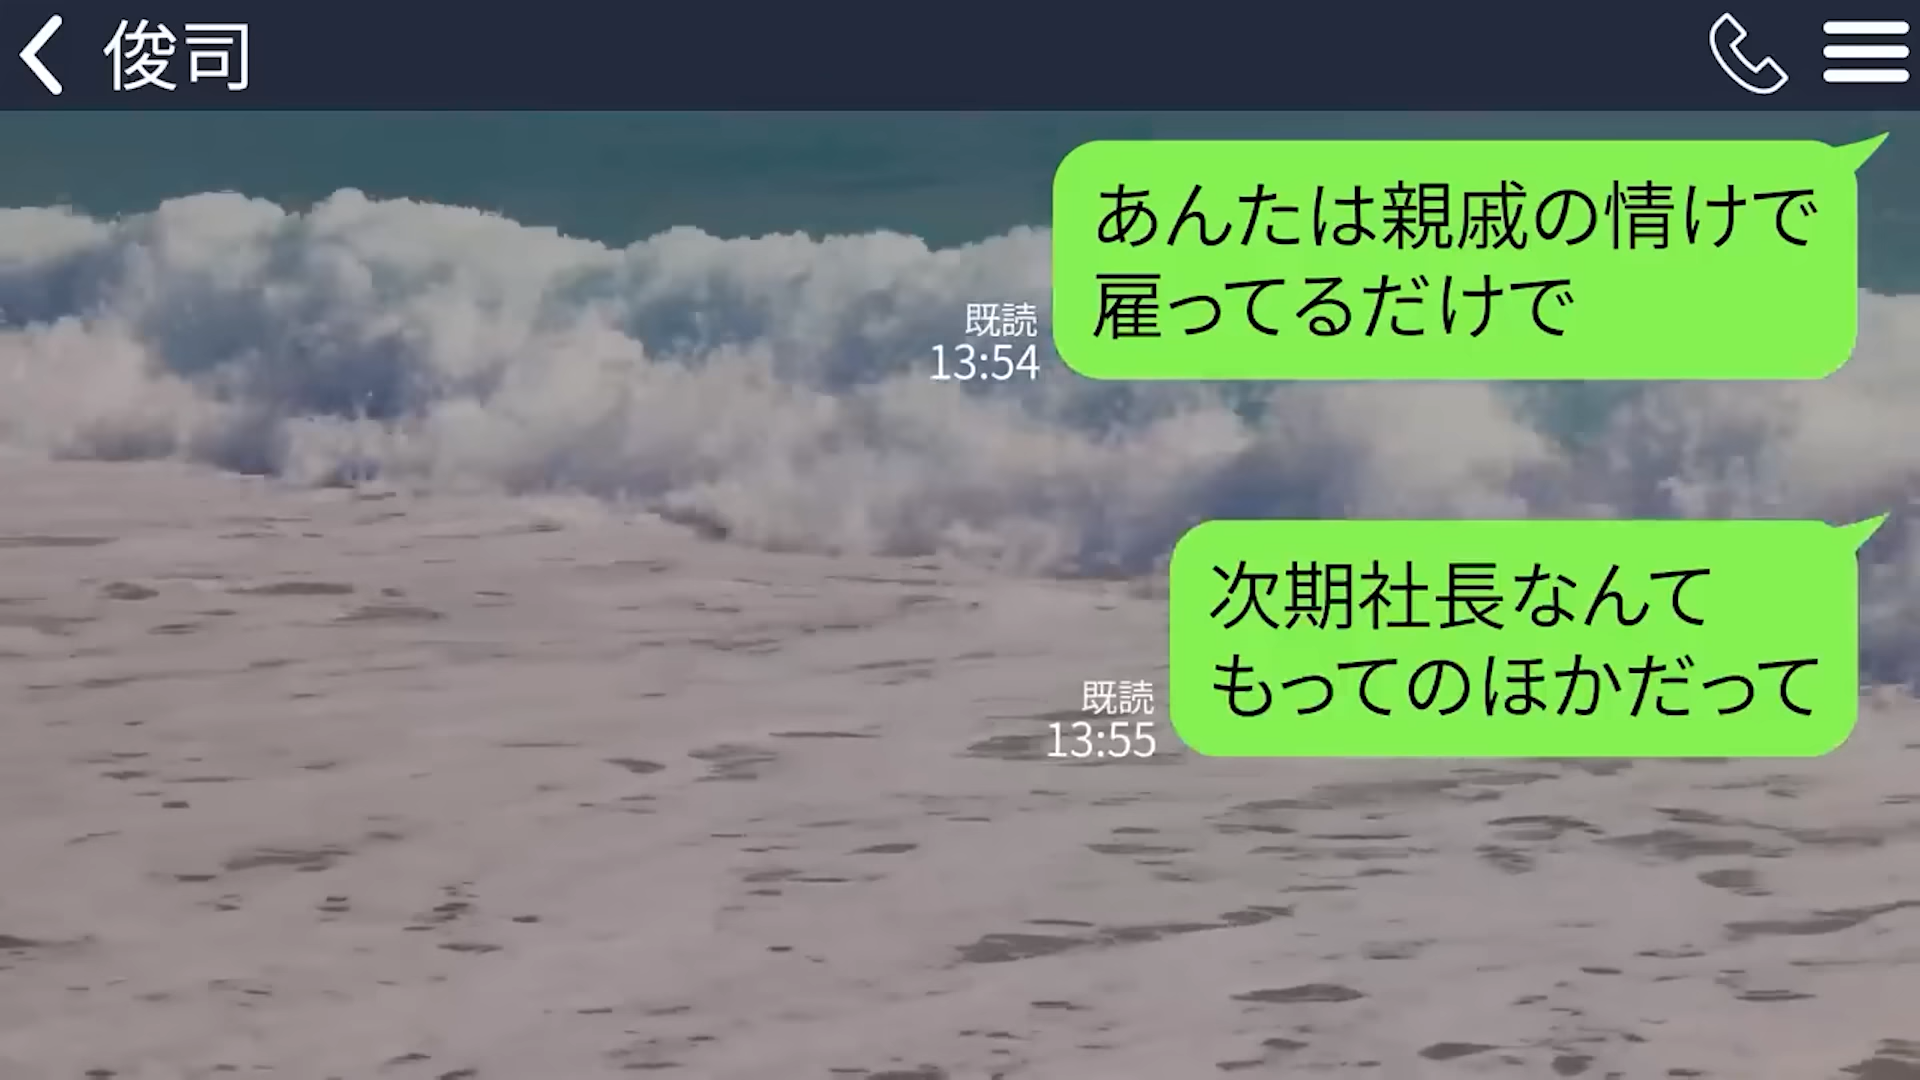 俊司
あんたは親戚の情けで
雇ってるだけで
既読
13:54
次期社長なんて
もってのほかだって
既読
13:55